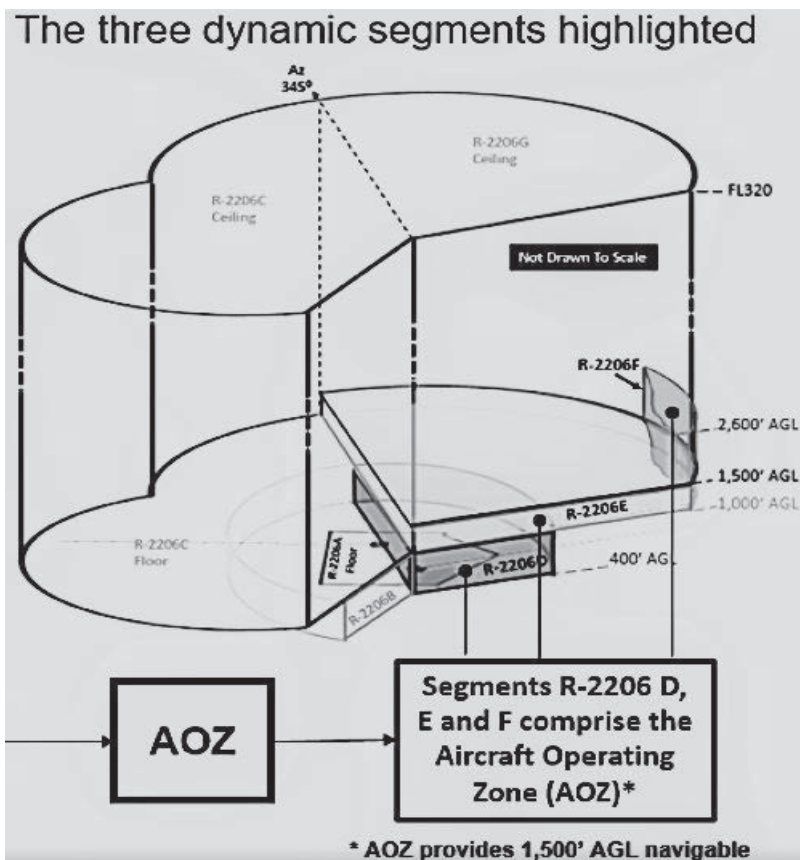 The three dynamic segments highlighted
Az
345º
R-2206G
Ceiling
R-2206C
Ceiling
FL320
Not Drawn To Scale
R-2206F
2,600' AGL
1,500' AGL
1,000' AGL
R-2206E
R-2206C
Floor
R-2206A
Floor
R-2206D
400' AGL
R-2206B
AOZ
Segments R-2206 D,
E and F comprise the
Aircraft Operating
Zone (AOZ)*
* AOZ provides 1,500' AGL navigable